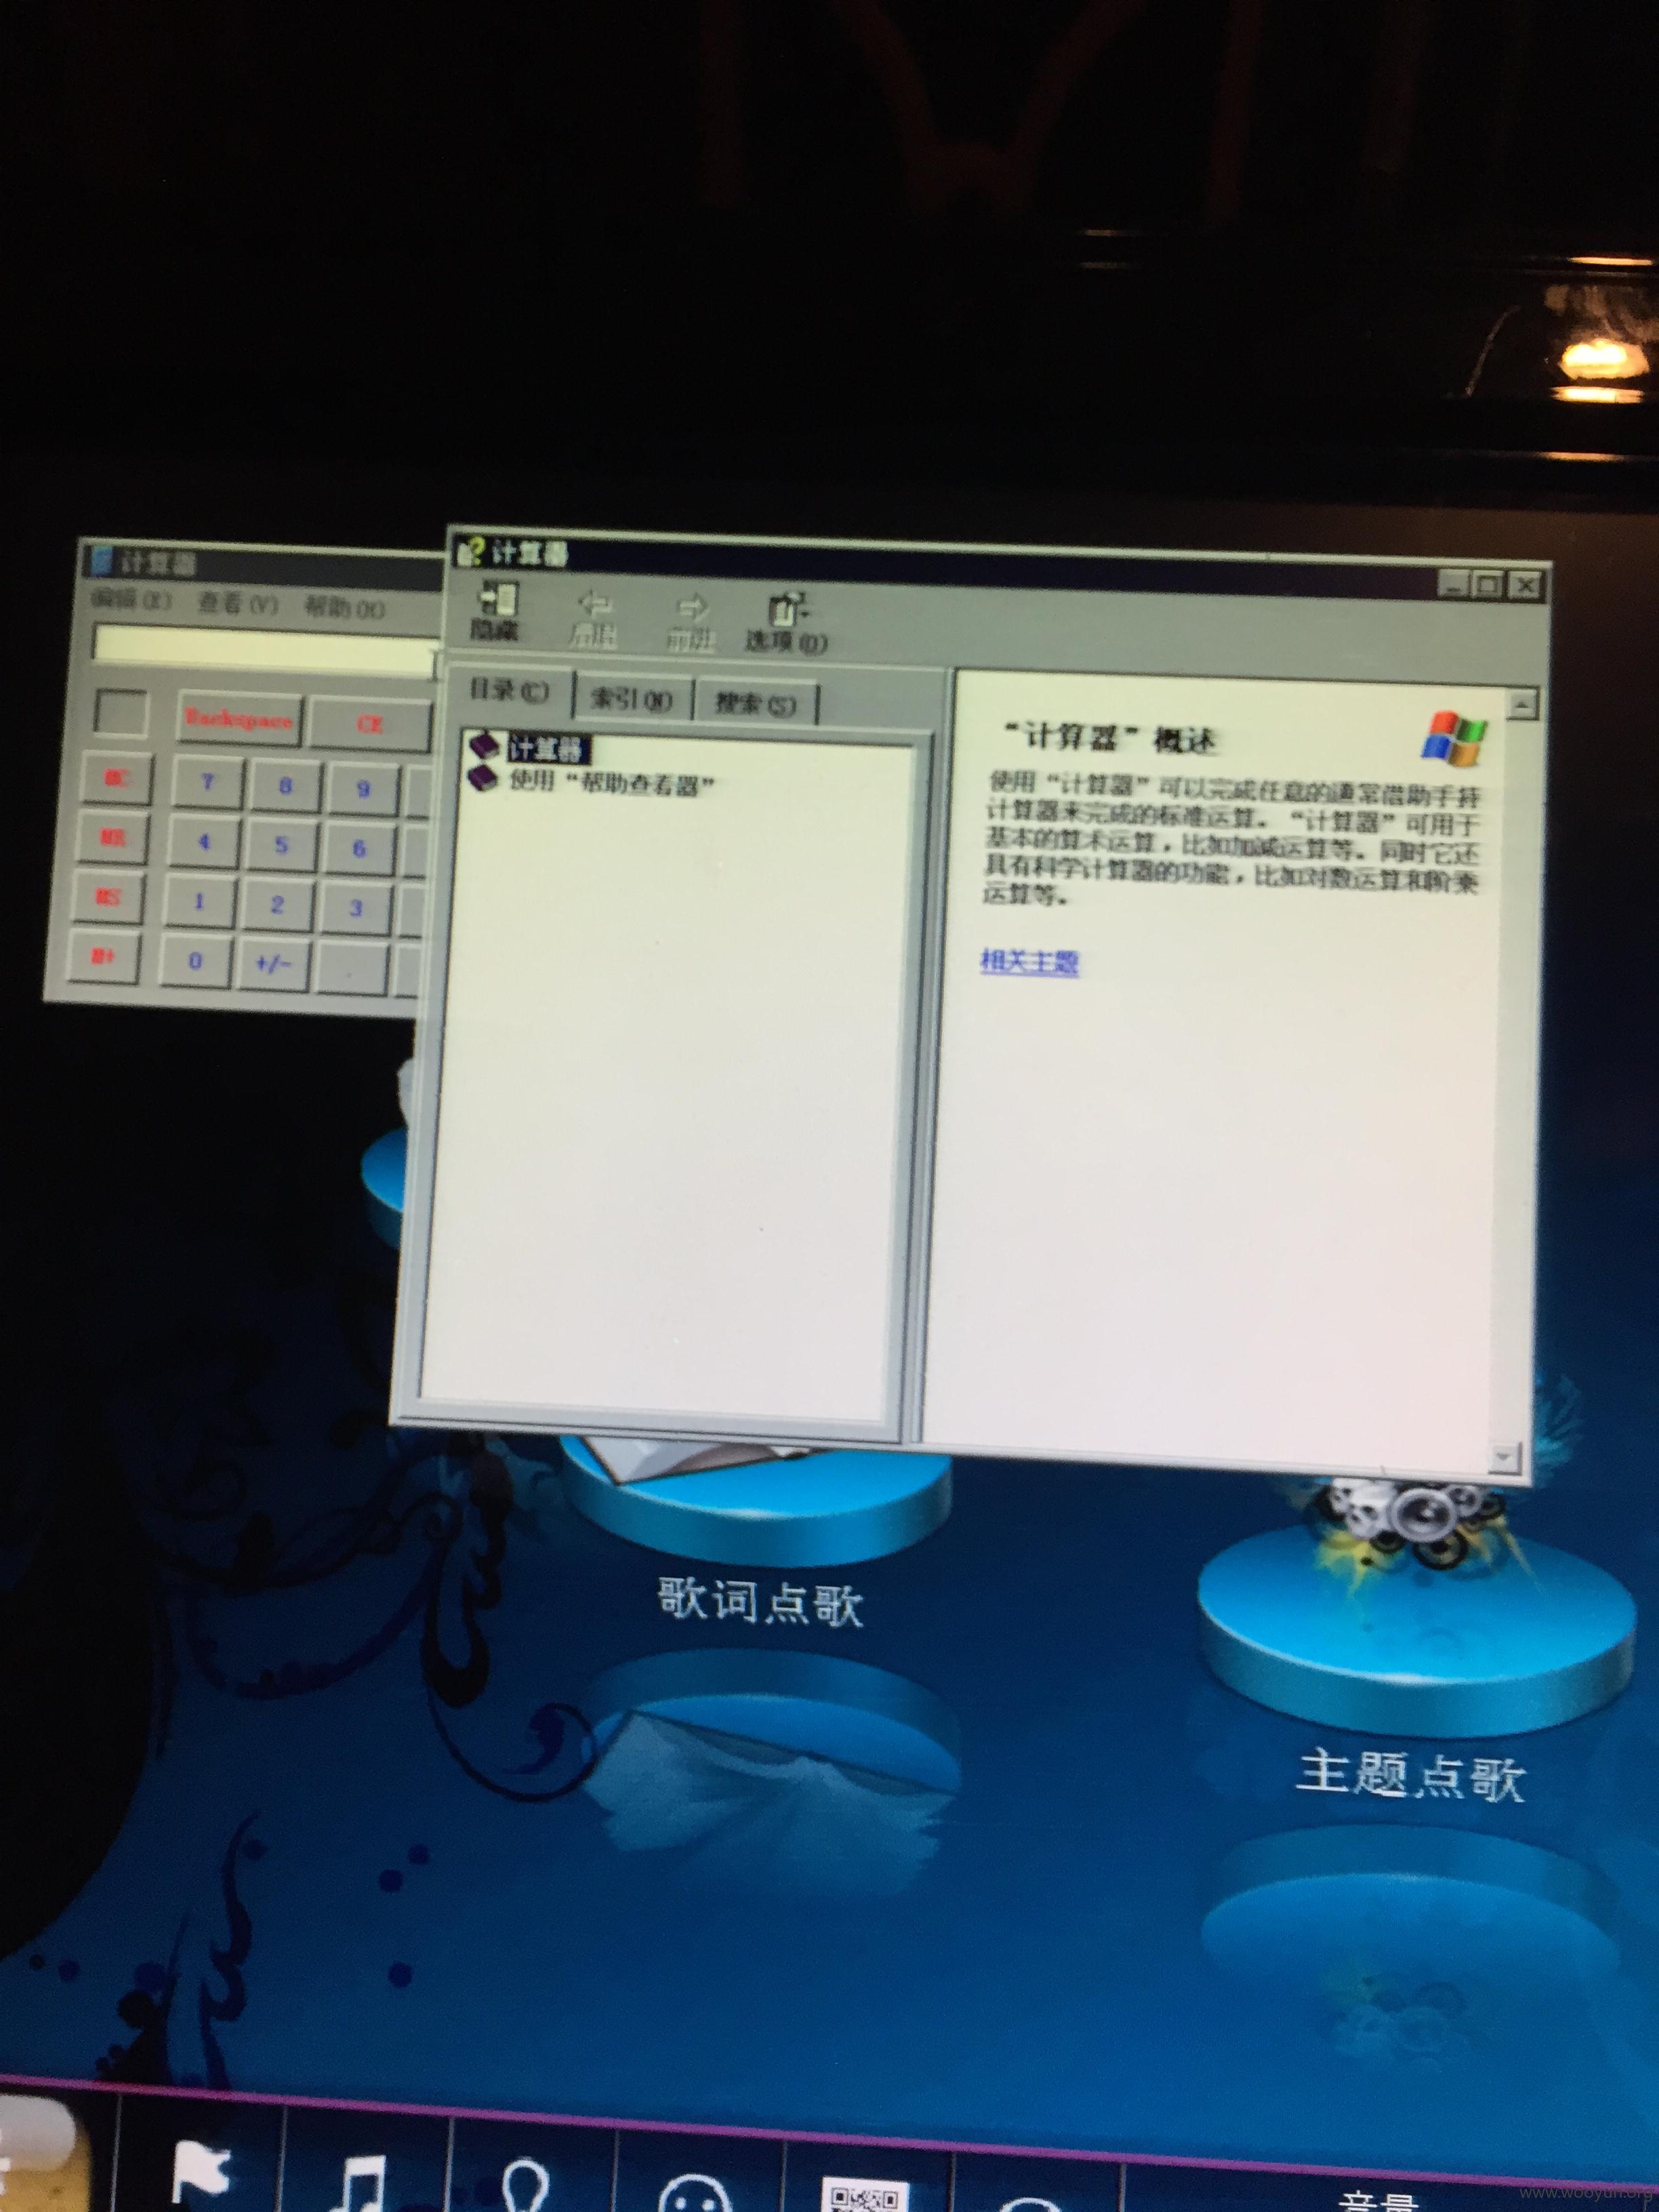 计算器
编辑(E) 查看(V) 帮助(H)
Backspace CE
MC 7 8 9
MR 4 5 6
MS 1 2 3
M+ 0 +/- .
计算器
隐藏 后退 前进 选项(O)
目录(C) 索引(N) 搜索(S)
计算器
使用“帮助查看器”
“计算器”概述
使用“计算器”可以完成任意的通常借助手持
计算器来完成的标准运算。“计算器”可用于
基本的算术运算，比如加减运算等。同时它还
具有科学计算器的功能，比如对数运算和阶乘
运算等。
相关主题
歌词点歌
主题点歌
音量
www.wooyun.org